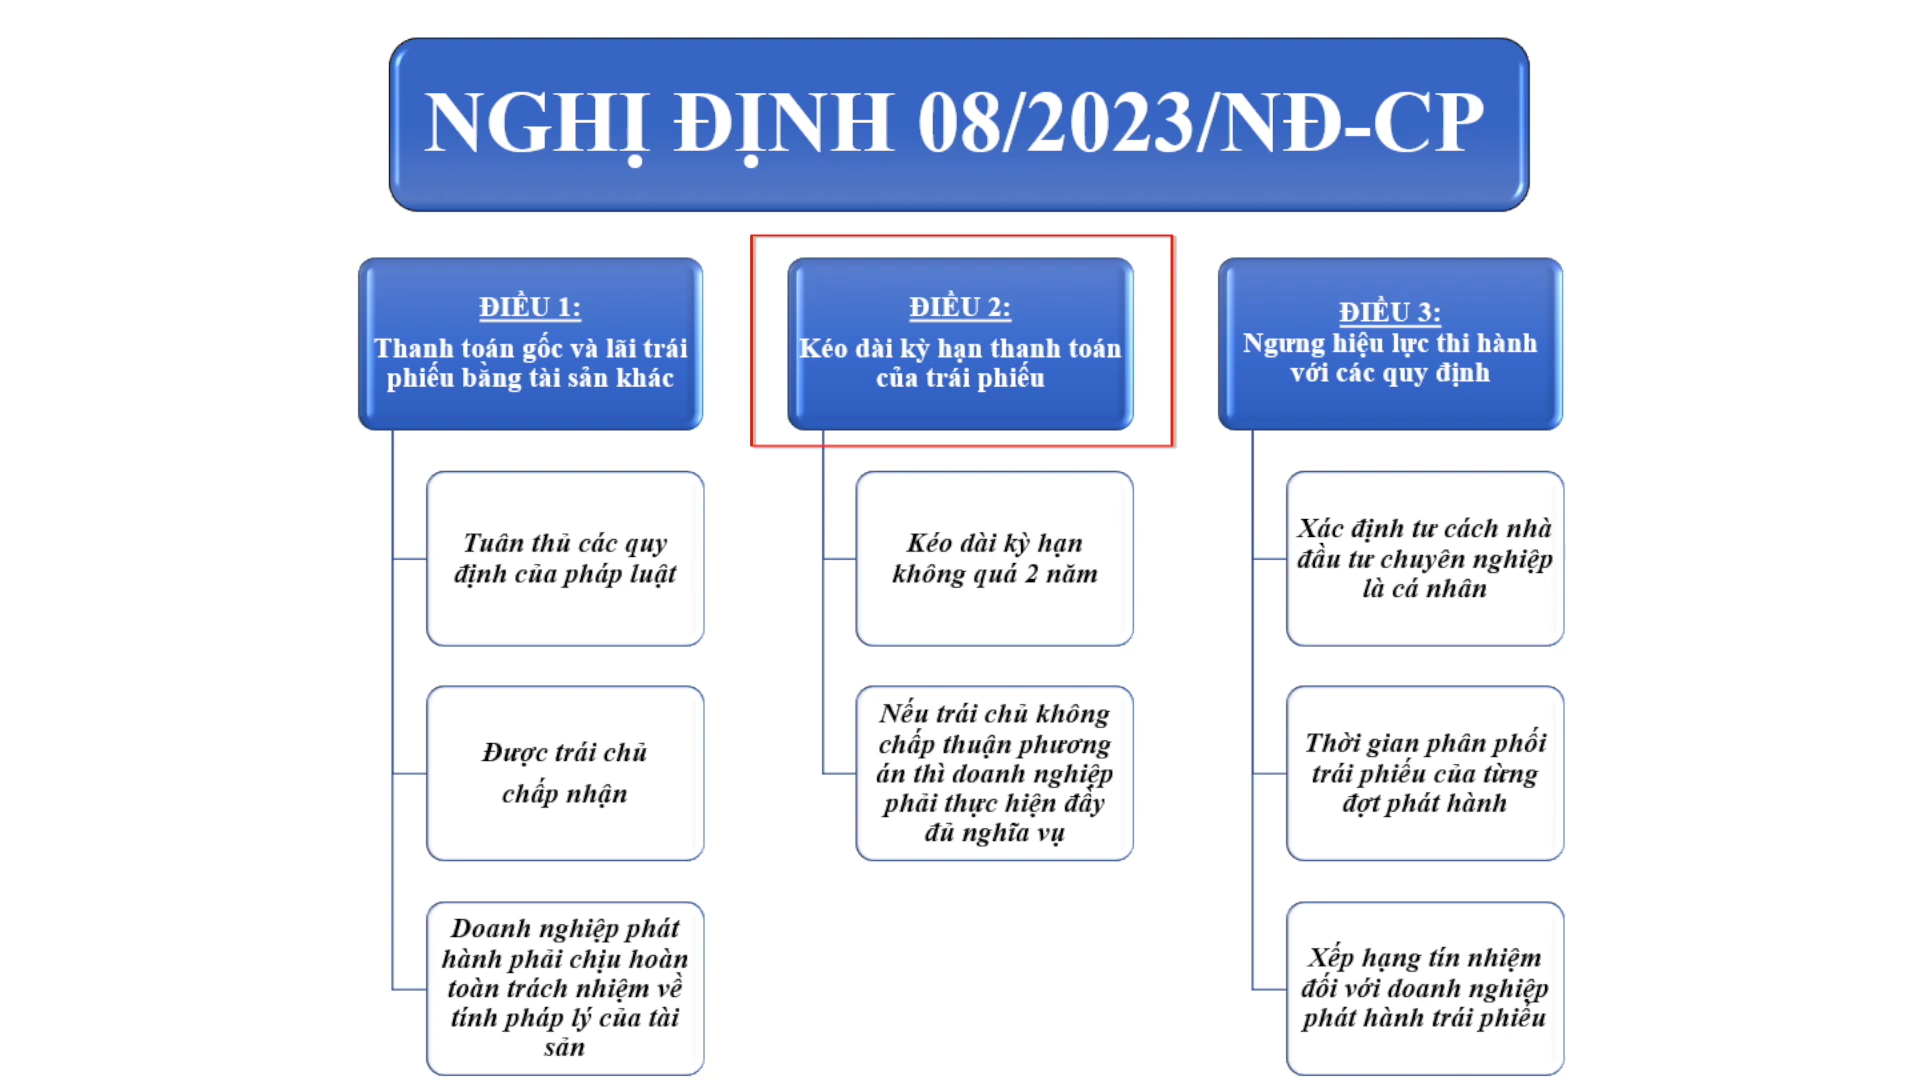 NGHỊ ĐỊNH 08/2023/NĐ-CP
ĐIỀU 1:
Thanh toán gốc và lãi trái
phiếu bằng tài sản khác
Tuân thủ các quy
định của pháp luật
Được trái chủ
chấp nhận
Doanh nghiệp phát
hành phải chịu hoàn
toàn trách nhiệm về
tính pháp lý của tài
sản
ĐIỀU 2:
Kéo dài kỳ hạn thanh toán
của trái phiếu
Kéo dài kỳ hạn
không quá 2 năm
Nếu trái chủ không
chấp thuận phương
án thì doanh nghiệp
phải thực hiện đầy
đủ nghĩa vụ
ĐIỀU 3:
Ngưng hiệu lực thi hành
với các quy định
Xác định tư cách nhà
đầu tư chuyên nghiệp
là cá nhân
Thời gian phân phối
trái phiếu của từng
đợt phát hành
Xếp hạng tín nhiệm
đối với doanh nghiệp
phát hành trái phiếu